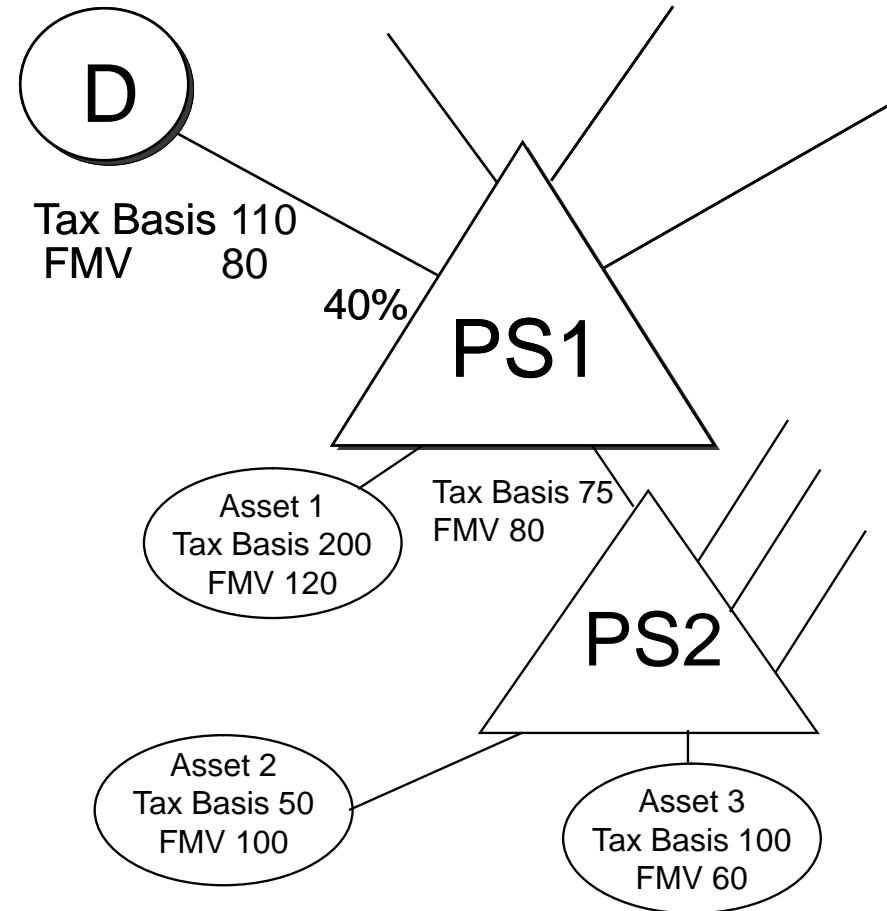 D
Tax Basis 110
FMV 80
40%
PS1
Asset 1
Tax Basis 200
FMV 120
Tax Basis 75
FMV 80
PS2
Asset 2
Tax Basis 50
FMV 100
Asset 3
Tax Basis 100
FMV 60